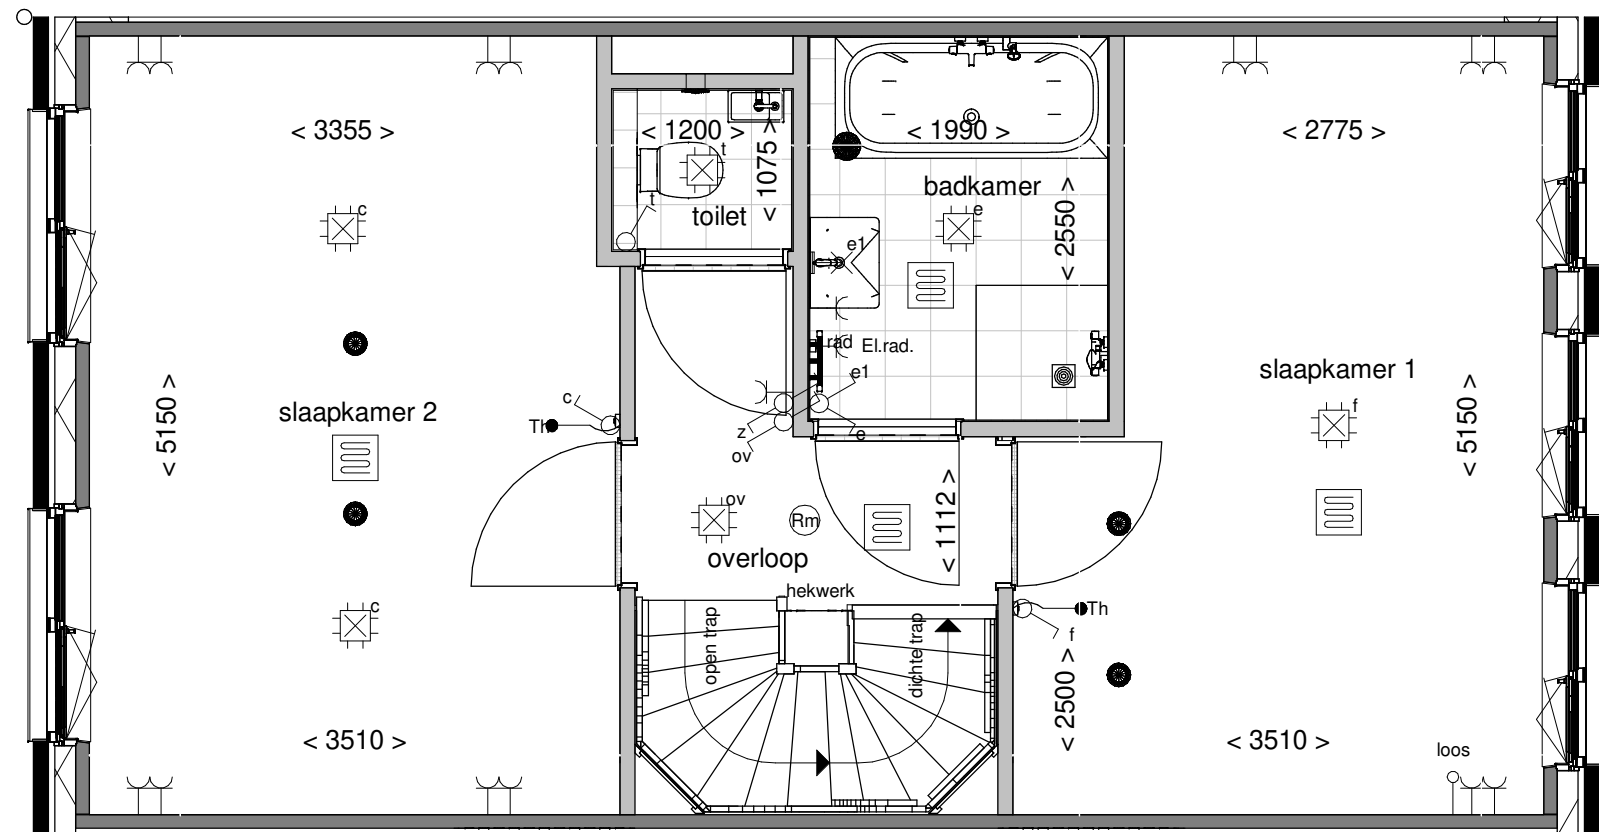 < 3355 >
< 1200 >
< 1990 >
< 2775 >
t
< 1075 >
t
toilet
badkamer
c
e
< 2550 >
e1
rad
El.rad.
e1
slaapkamer 1
f
slaapkamer 2
< 5150 >
c
Th
z
e
ov
< 5150 >
ov
Rm
< 1112 >
overloop
hekwerk
c
open trap
dichte trap
Th
f
< 2500 >
< 3510 >
< 3510 >
loos